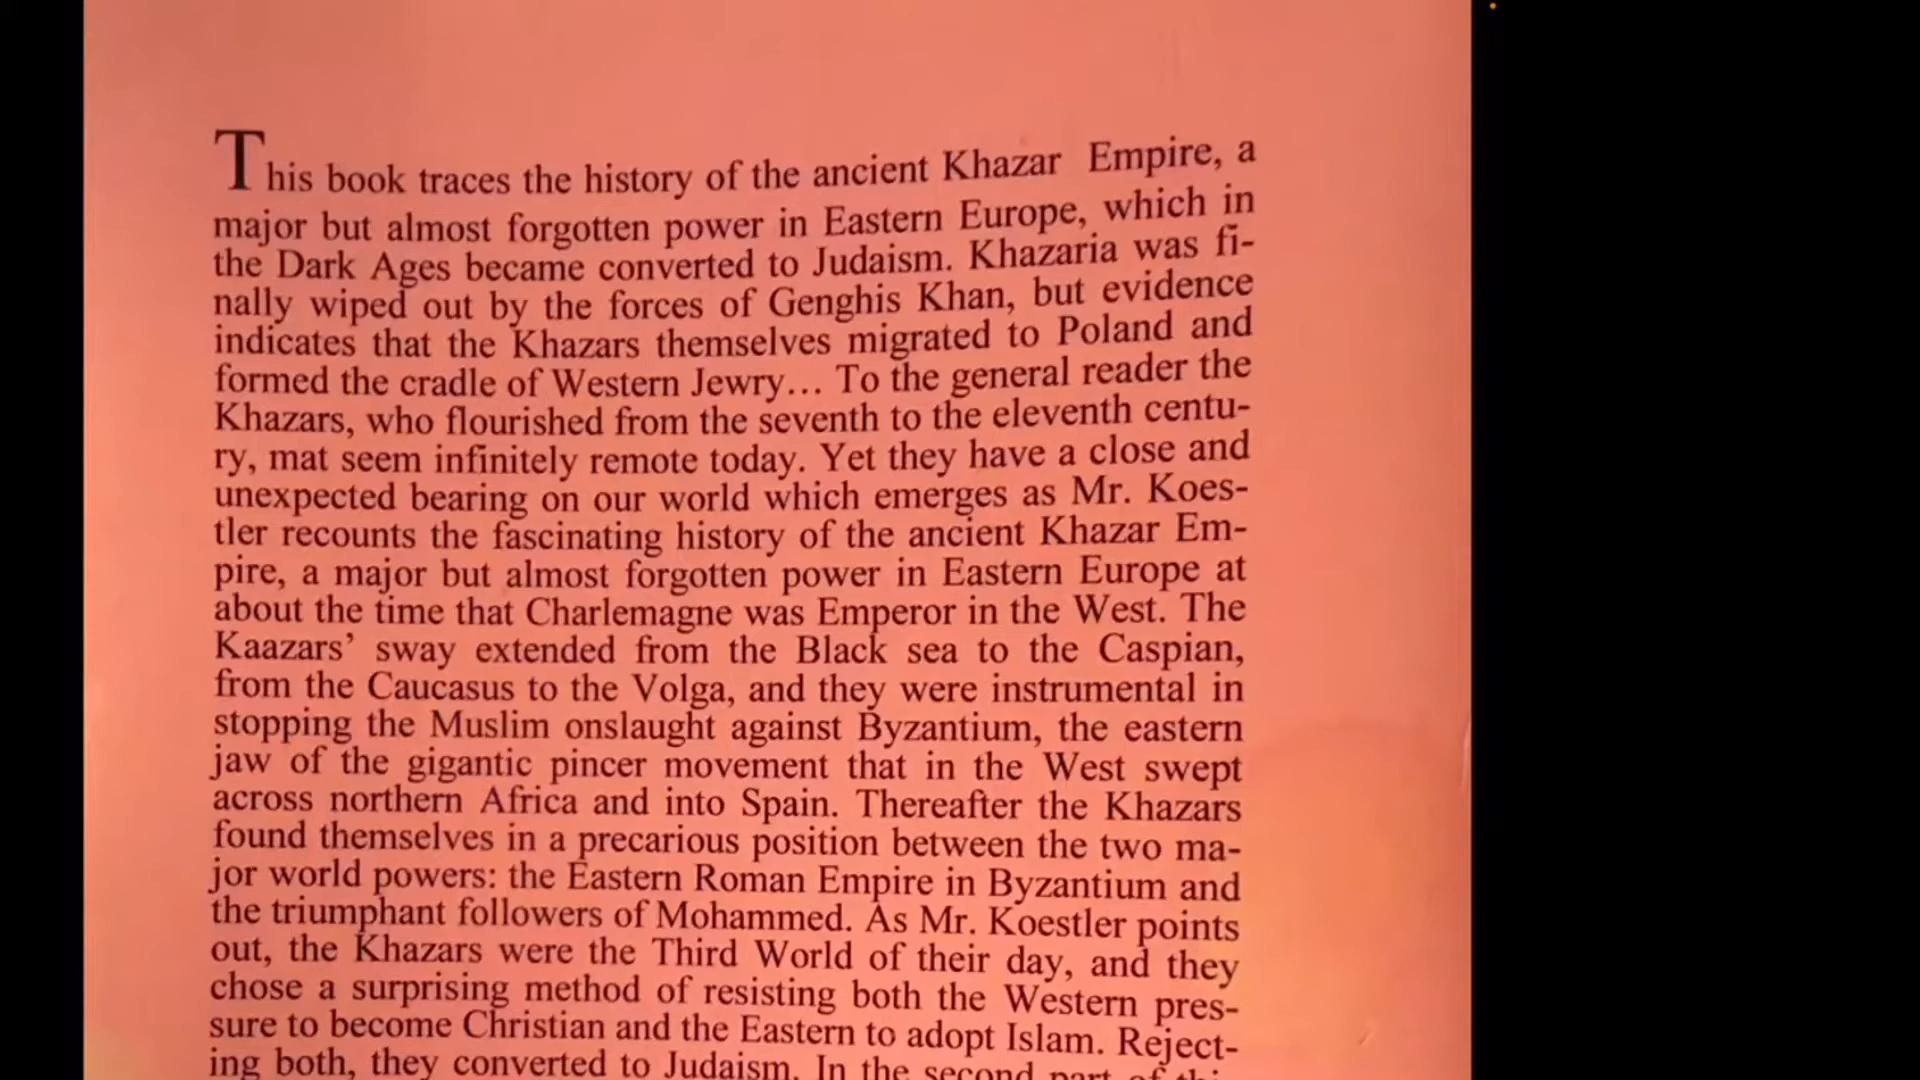 This book traces the history of the ancient Khazar Empire, a
major but almost forgotten power in Eastern Europe, which in
the Dark Ages became converted to Judaism. Khazaria was fi-
nally wiped out by the forces of Genghis Khan, but evidence
indicates that the Khazars themselves migrated to Poland and
formed the cradle of Western Jewry... To the general reader the
Khazars, who flourished from the seventh to the eleventh centu-
ry, mat seem infinitely remote today. Yet they have a close and
unexpected bearing on our world which emerges as Mr. Koes-
tler recounts the fascinating history of the ancient Khazar Em-
pire, a major but almost forgotten power in Eastern Europe at
about the time that Charlemagne was Emperor in the West. The
Kaazars’ sway extended from the Black sea to the Caspian,
from the Caucasus to the Volga, and they were instrumental in
stopping the Muslim onslaught against Byzantium, the eastern
jaw of the gigantic pincer movement that in the West swept
across northern Africa and into Spain. Thereafter the Khazars
found themselves in a precarious position between the two ma-
jor world powers: the Eastern Roman Empire in Byzantium and
the triumphant followers of Mohammed. As Mr. Koestler points
out, the Khazars were the Third World of their day, and they
chose a surprising method of resisting both the Western pres-
sure to become Christian and the Eastern to adopt Islam. Reject-
ing both, they converted to Judaism. In the second part of